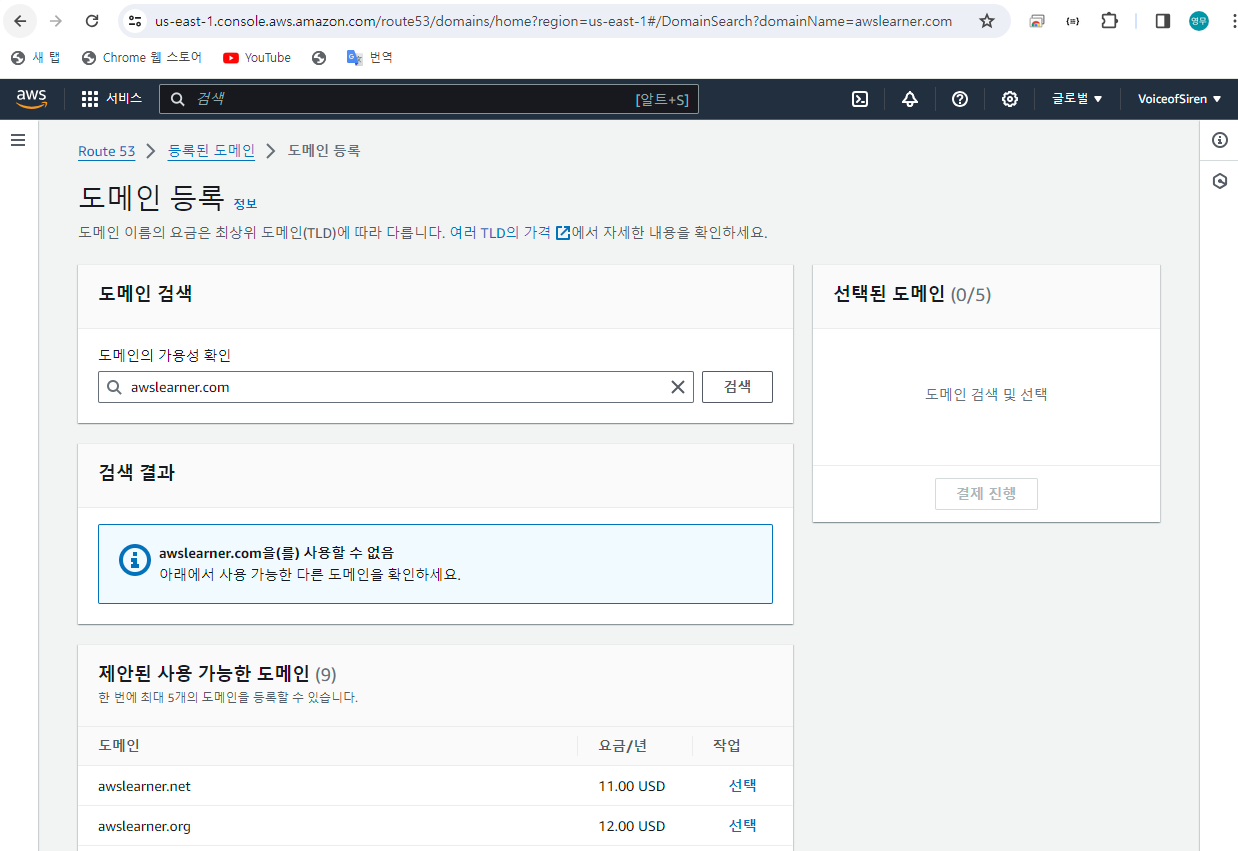 us-east-1.console.aws.amazon.com/route53/domains/home?region=us-east-1#/DomainSearch?domainName=awslearner.com
영무
새 탭
Chrome 웹 스토어
YouTube
번역
aws
서비스
검색
[알트+S]
글로벌
VoiceofSiren
Route 53
등록된 도메인
도메인 등록
도메인 등록 정보
도메인 이름의 요금은 최상위 도메인(TLD)에 따라 다릅니다. 여러 TLD의 가격 에서 자세한 내용을 확인하세요.
도메인 검색
도메인의 가용성 확인
awslearner.com
검색
선택된 도메인 (0/5)
도메인 검색 및 선택
결제 진행
검색 결과
awslearner.com을(를) 사용할 수 없음
아래에서 사용 가능한 다른 도메인을 확인하세요.
제안된 사용 가능한 도메인 (9)
한 번에 최대 5개의 도메인을 등록할 수 있습니다.
도메인 요금/년 작업
awslearner.net 11.00 USD 선택
awslearner.org 12.00 USD 선택